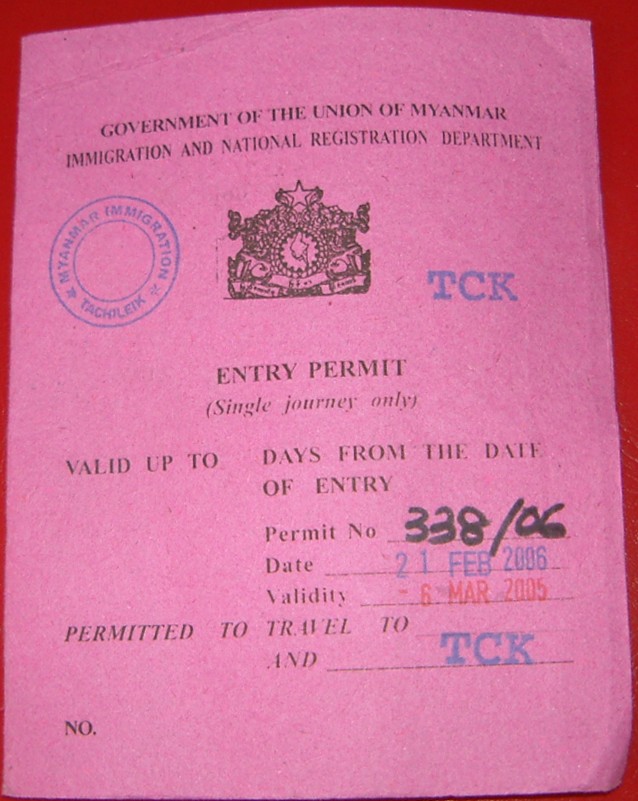 GOVERNMENT OF THE UNION OF MYANMAR
IMMIGRATION AND NATIONAL REGISTRATION DEPARTMENT
MYANMAR IMMIGRATION
TACHILEIK
TCK
ENTRY PERMIT
(Single journey only)
VALID UP TO DAYS FROM THE DATE
OF ENTRY
Permit No 338/06
Date 21 FEB 2006
Validity - 6 MAR 2005
PERMITTED TO TRAVEL TO
AND TCK
NO.